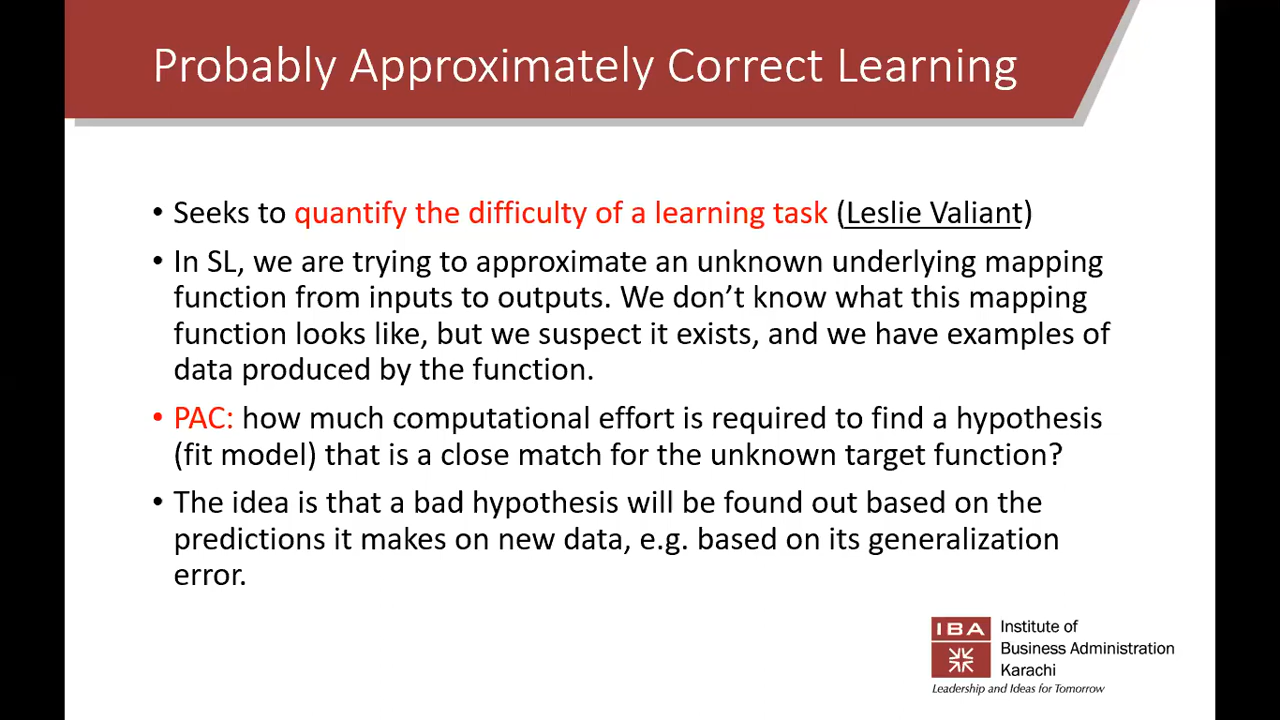 Probably Approximately Correct Learning
• Seeks to quantify the difficulty of a learning task (Leslie Valiant)
• In SL, we are trying to approximate an unknown underlying mapping
function from inputs to outputs. We don’t know what this mapping
function looks like, but we suspect it exists, and we have examples of
data produced by the function.
• PAC: how much computational effort is required to find a hypothesis
(fit model) that is a close match for the unknown target function?
• The idea is that a bad hypothesis will be found out based on the
predictions it makes on new data, e.g. based on its generalization
error.
IBA
Institute of
Business Administration
Karachi
Leadership and Ideas for Tomorrow